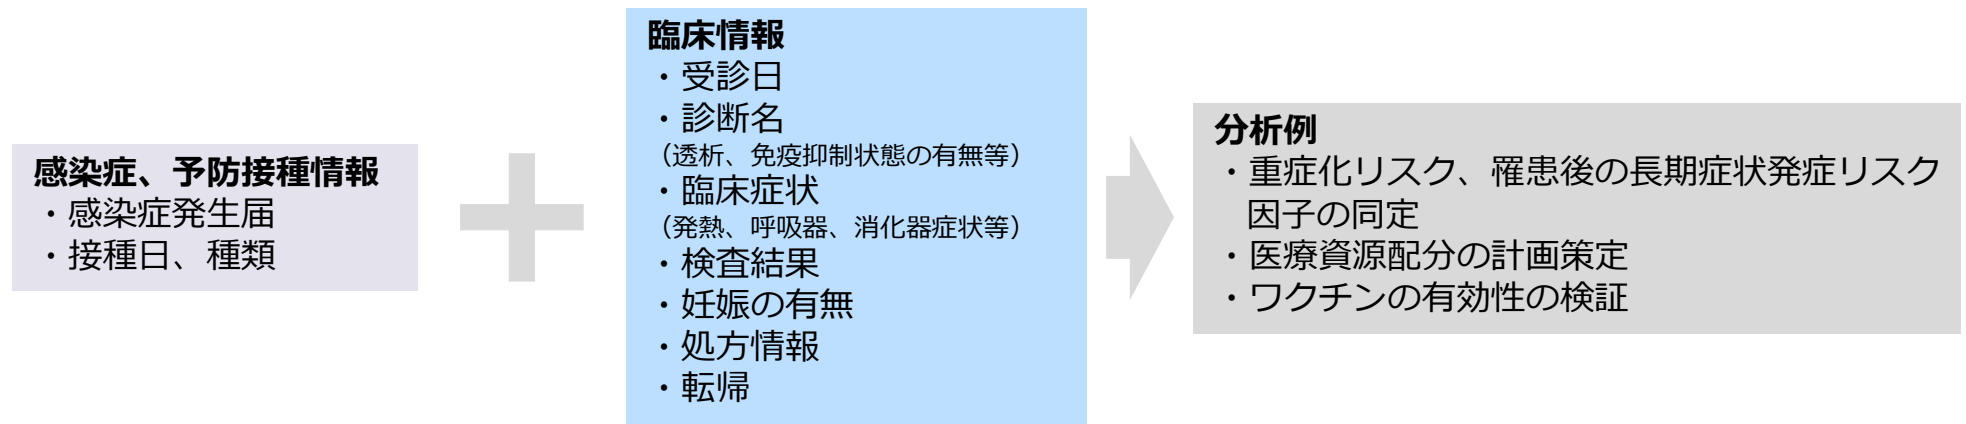 感染症、予防接種情報
・感染症発生届
・接種日、種類
臨床情報
・受診日
・診断名
（透析、免疫抑制状態の有無等）
・臨床症状
（発熱、呼吸器、消化器症状等）
・検査結果
・妊娠の有無
・処方情報
・転帰
分析例
・重症化リスク、罹患後の長期症状発症リスク
因子の同定
・医療資源配分の計画策定
・ワクチンの有効性の検証